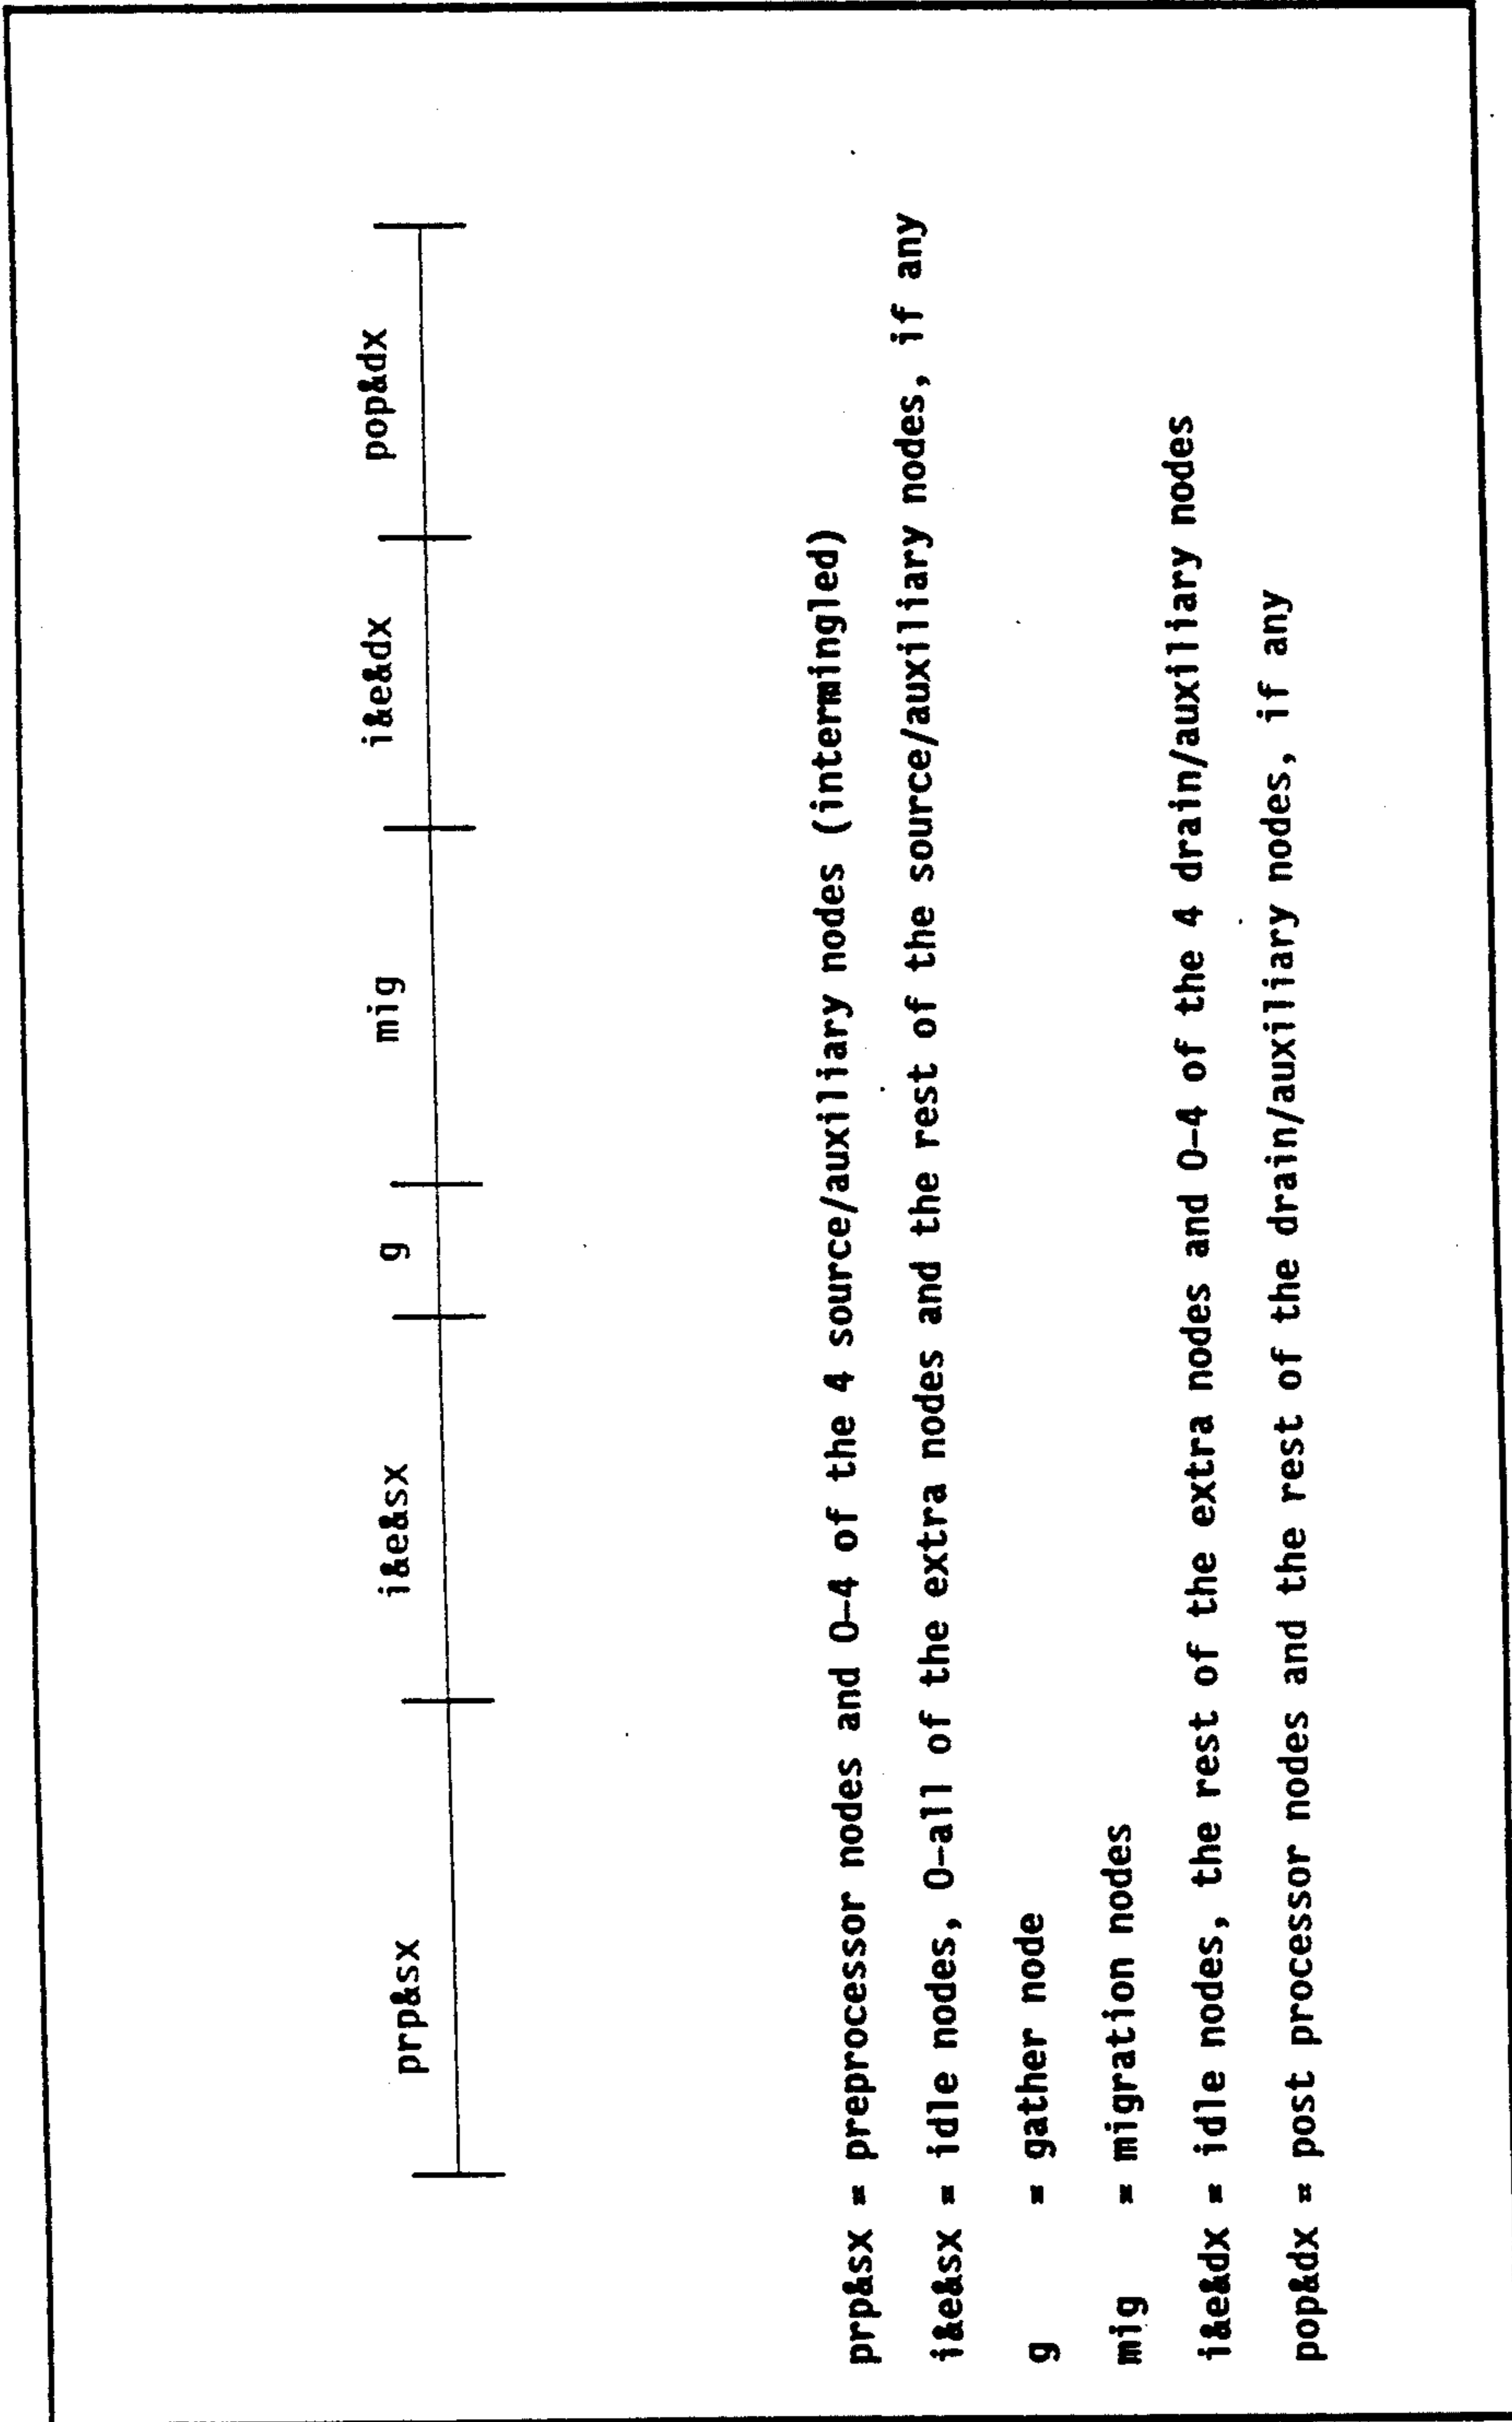 prp&sx i&e&sx g mig i&e&dx pop&dx
prp&sx = preprocessor nodes and 0-4 of the 4 source/auxiliary nodes (intermingled)
i&e&sx = idle nodes, 0-all of the extra nodes and the rest of the source/auxiliary nodes, if any
g = gather node
mig = migration nodes
i&e&dx = idle nodes, the rest of the extra nodes and 0-4 of the 4 drain/auxiliary nodes
pop&dx = post processor nodes and the rest of the drain/auxiliary nodes, if any